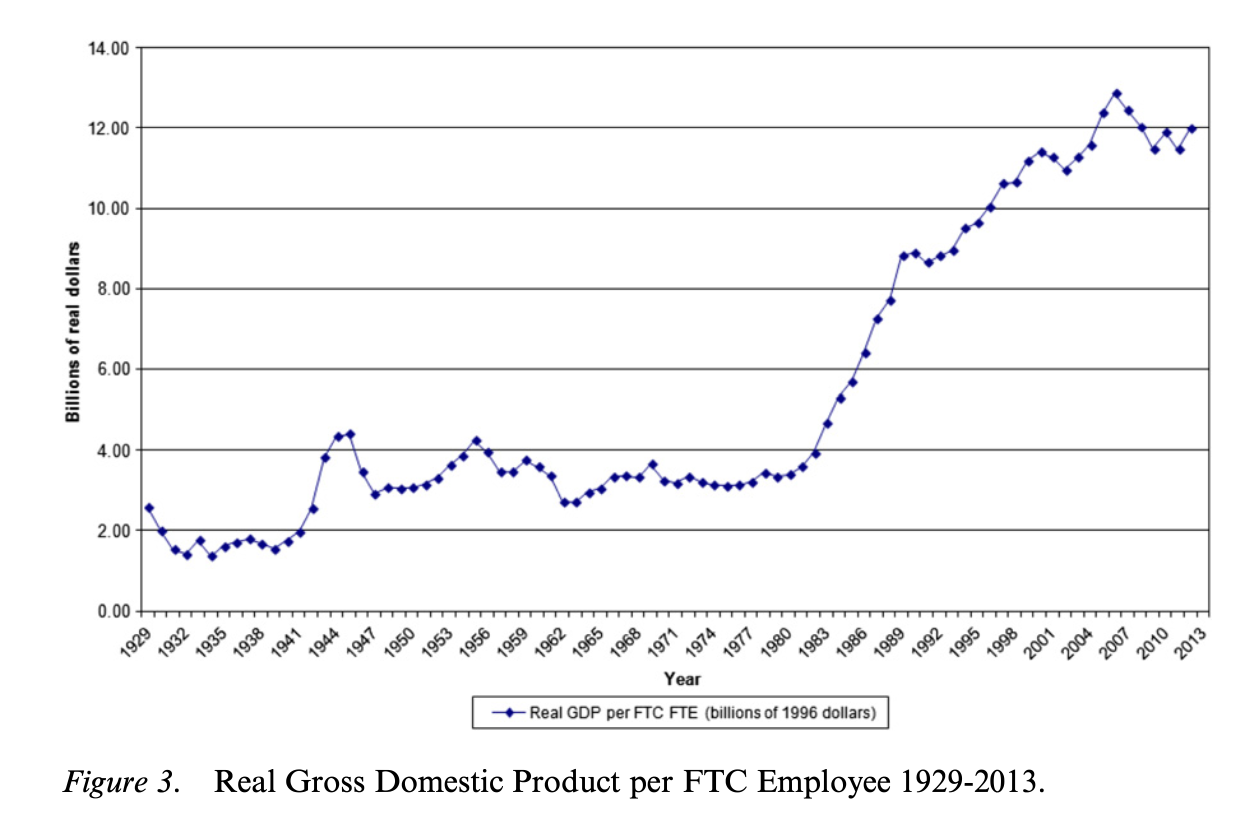 14.00
12.00
10.00
8.00
6.00
4.00
2.00
0.00
Billions of real dollars
1929 1932 1935 1938 1941 1944 1947 1950 1953 1956 1959 1962 1965 1968 1971 1974 1977 1980 1983 1986 1989 1992 1995 1998 2001 2004 2007 2010 2013
Year
Real GDP per FTC FTE (billions of 1996 dollars)
Figure 3. Real Gross Domestic Product per FTC Employee 1929-2013.